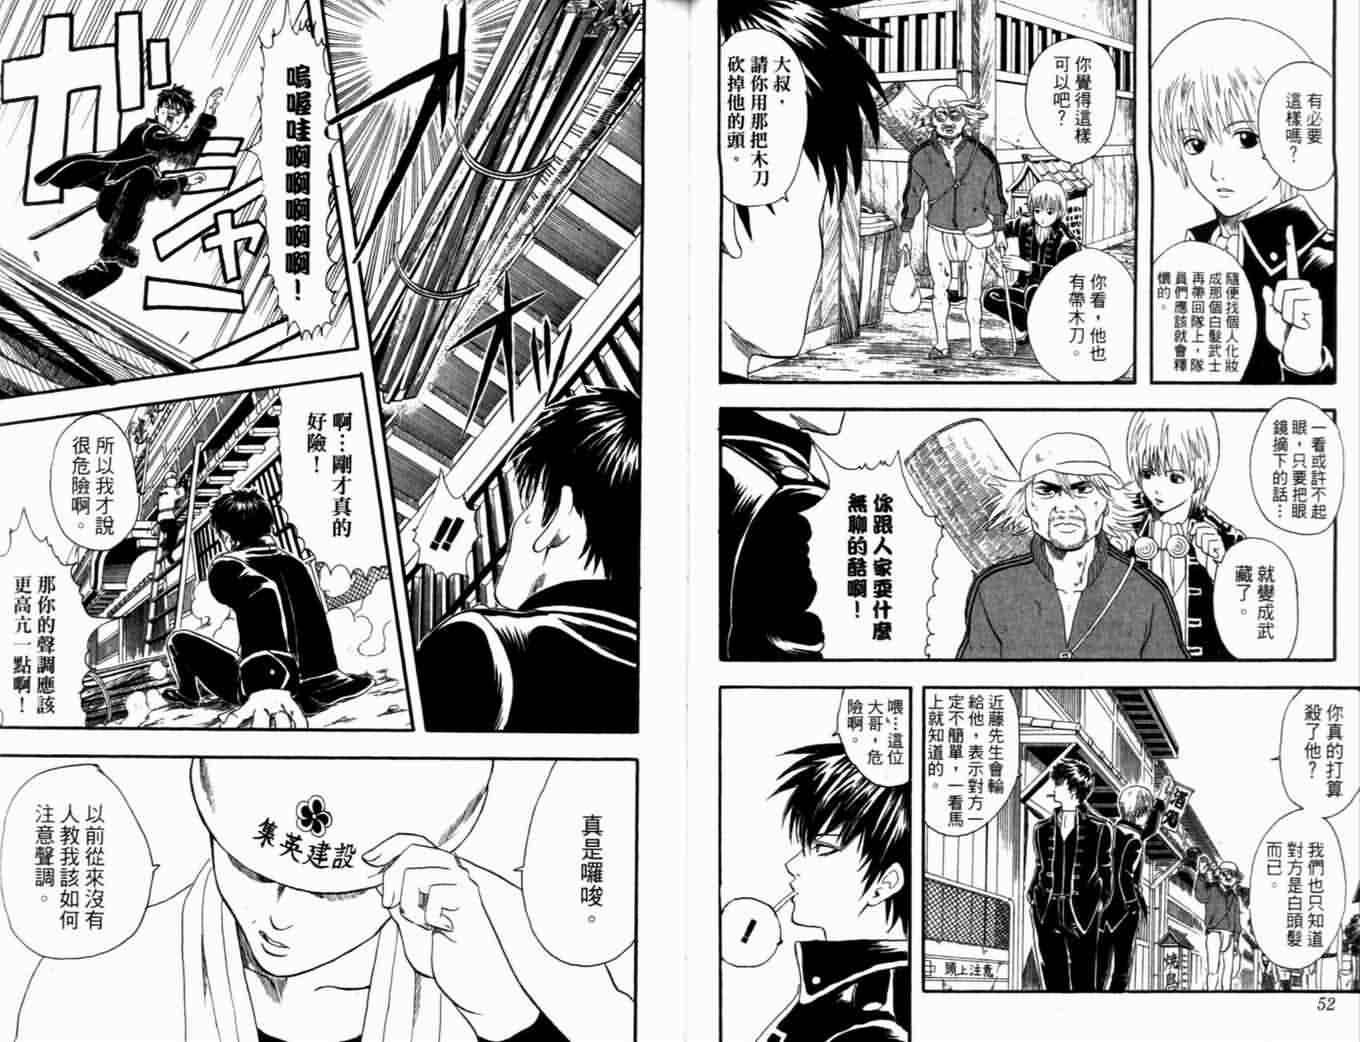 有必要
這樣嗎？
隨便找個人化妝
成那個白髮武士
再帶回隊上，隊
員們應該就會釋
懷的。
你覺得這樣
可以吧？
你看，他也
有帶木刀。
大叔，
請你用那把木刀
砍掉他的頭。
一看或許不起
眼，只要把眼
鏡摘下的話…
就變成武
藏了。
你跟人家耍什麼
無聊的酷啊！
你真的打算
殺了他？
我們也只知道
對方是白頭髮
而已。
近藤先生會輸
給他，表示對方一
定不簡單，一看馬
上就知道的。
酒
頭上注意
焼鳥
喂…這位
大哥，危
險啊。
！
52
！！
嗚喔哇啊啊啊啊啊！
ガシャーン
啊…剛才真的
好險！
所以我才說
很危險啊。
那你的聲調應該
更高亢一點啊！
真是囉唆。
集英建設
以前從來沒有
人教我該如何
注意聲調。